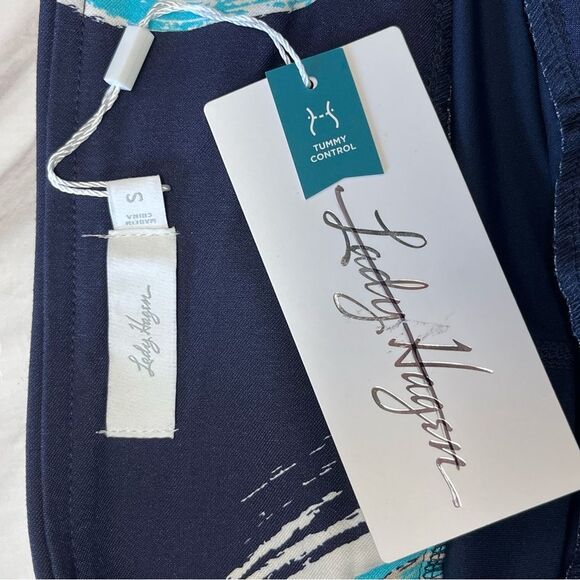 TUMMY
CONTROL
Lady Hagen
S
MADE IN
CHINA
Lady Hagen